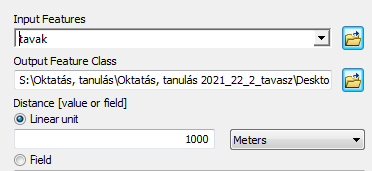 Input Features
tavak
Output Feature Class
S:\Oktatás, tanulás\Oktatás, tanulás 2021_22_2_tavasz\Deskto
Distance [value or field]
Linear unit
1000 Meters
Field